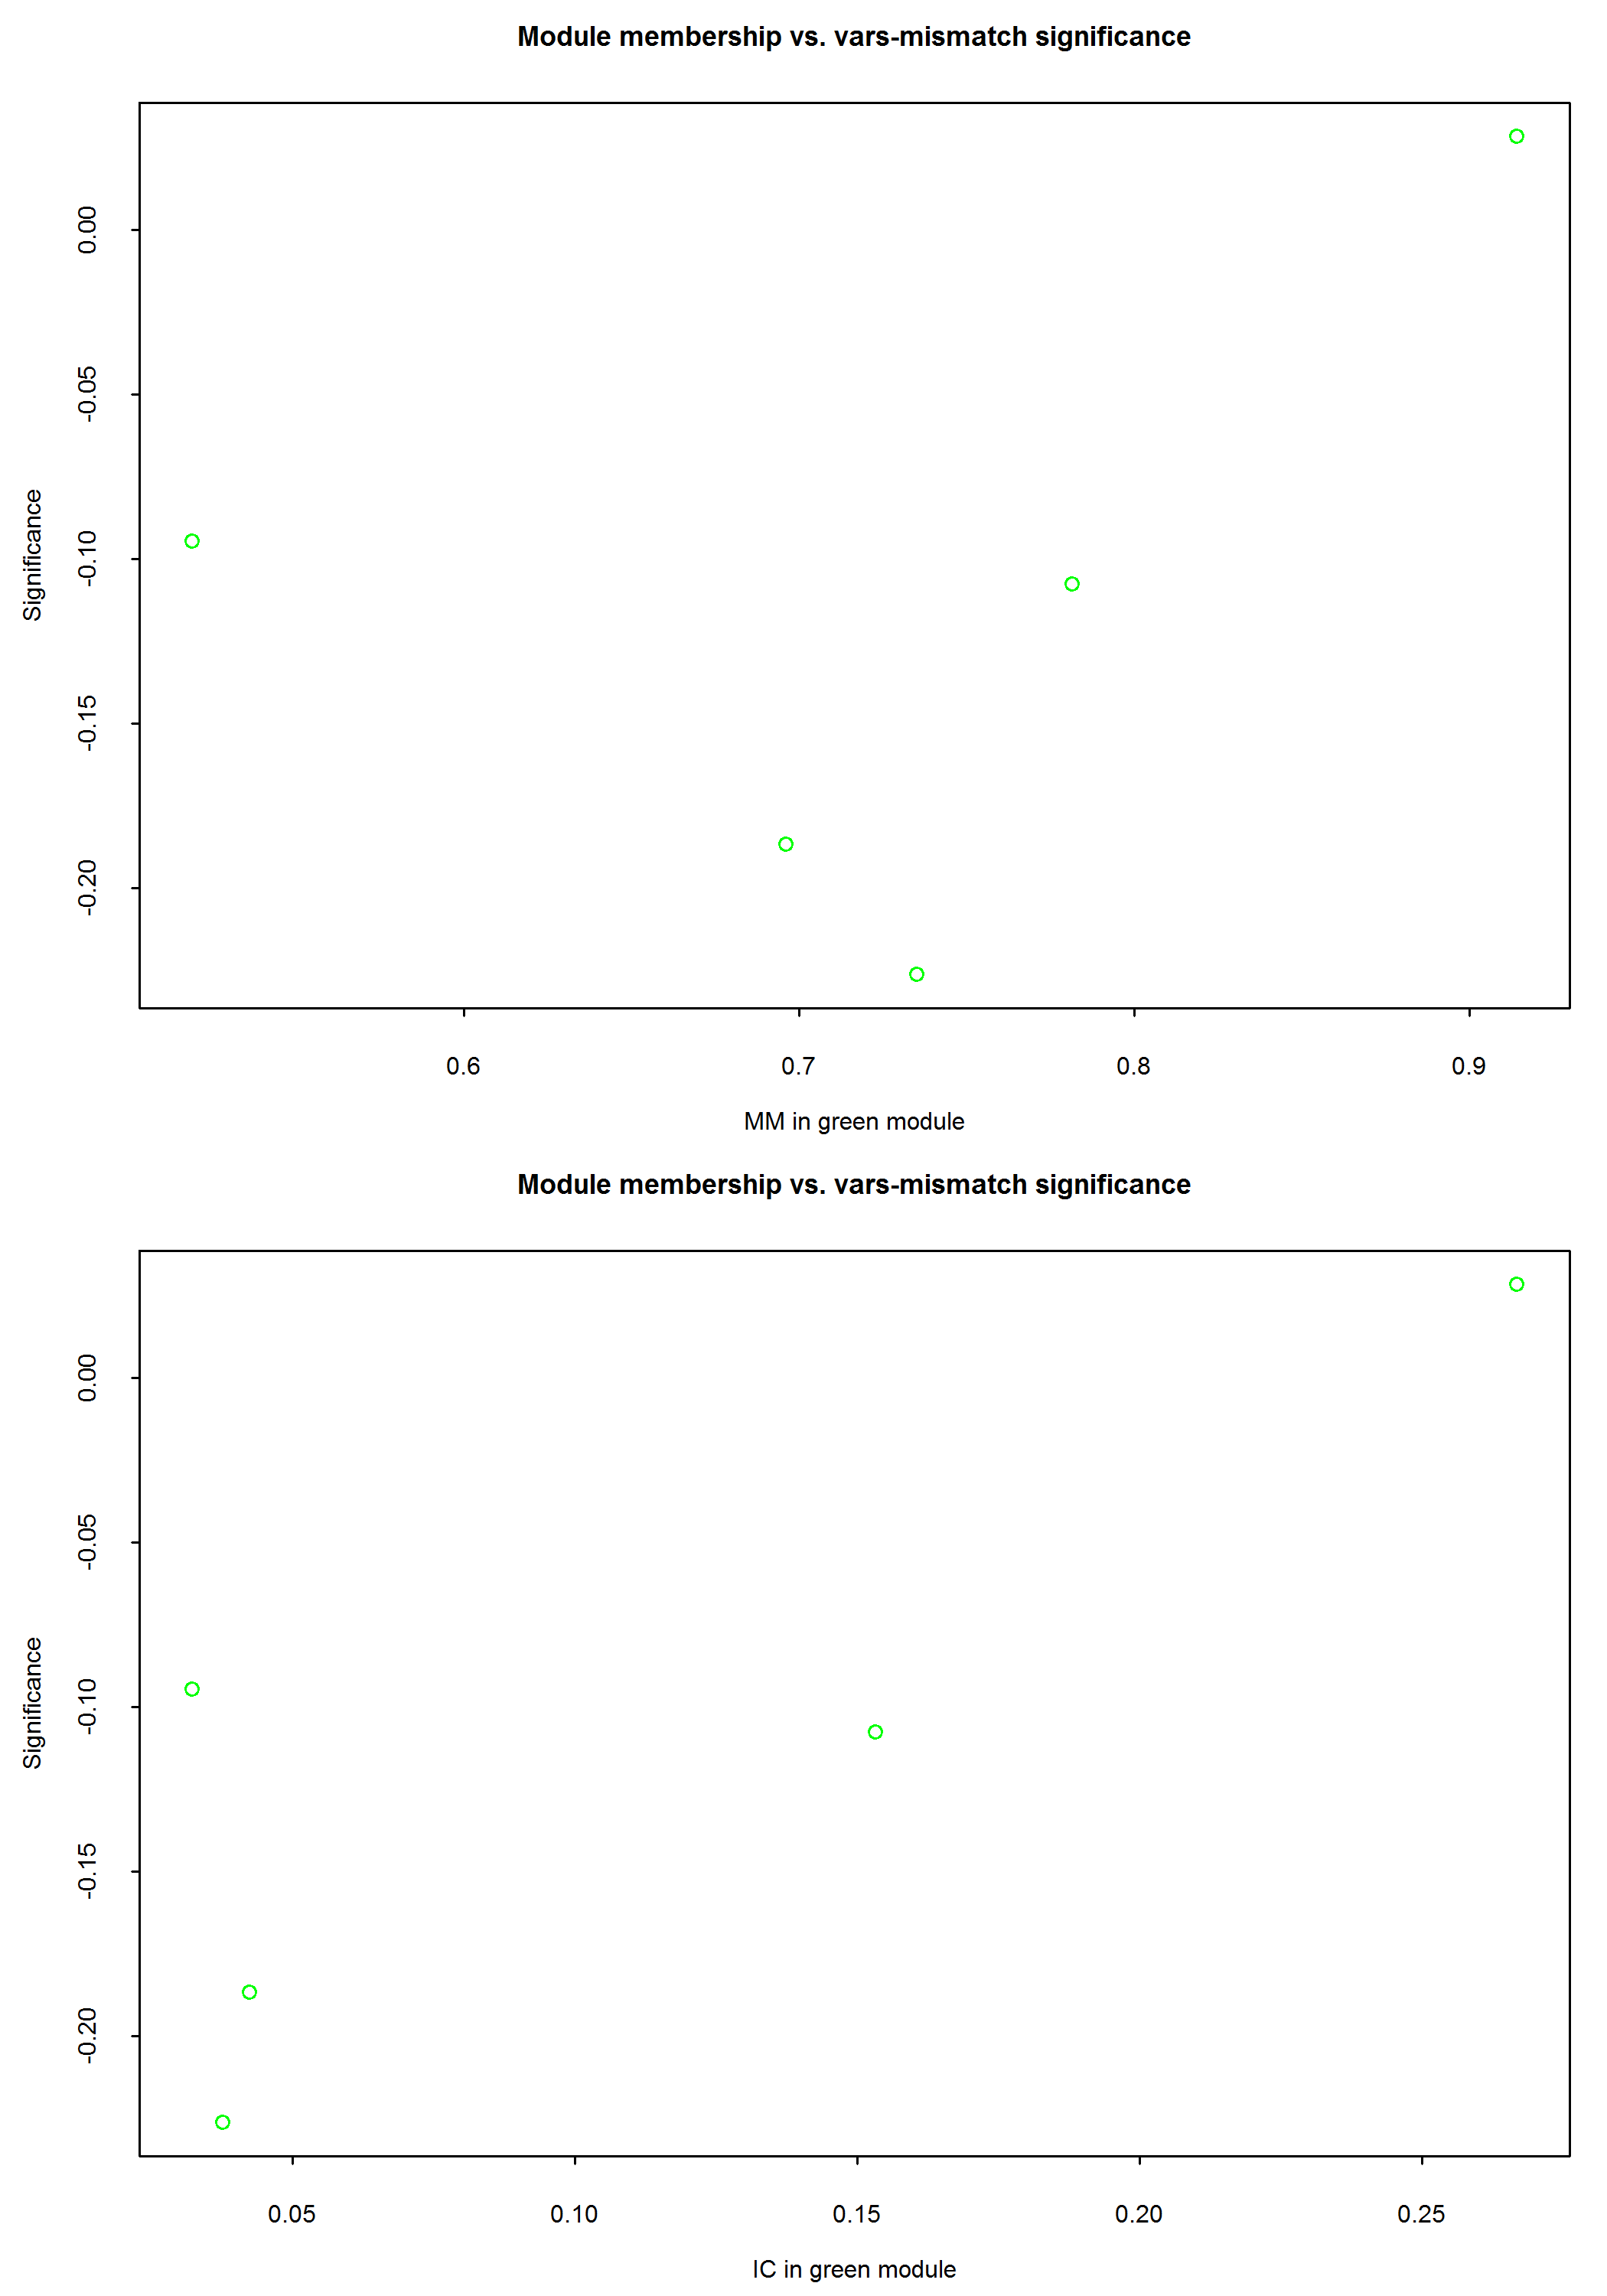 Module membership vs. vars-mismatch significance
0.00
-0.05
-0.10
-0.15
-0.20
Significance
0.6 0.7 0.8 0.9
MM in green module
Module membership vs. vars-mismatch significance
0.00
-0.05
-0.10
-0.15
-0.20
Significance
0.05 0.10 0.15 0.20 0.25
IC in green module